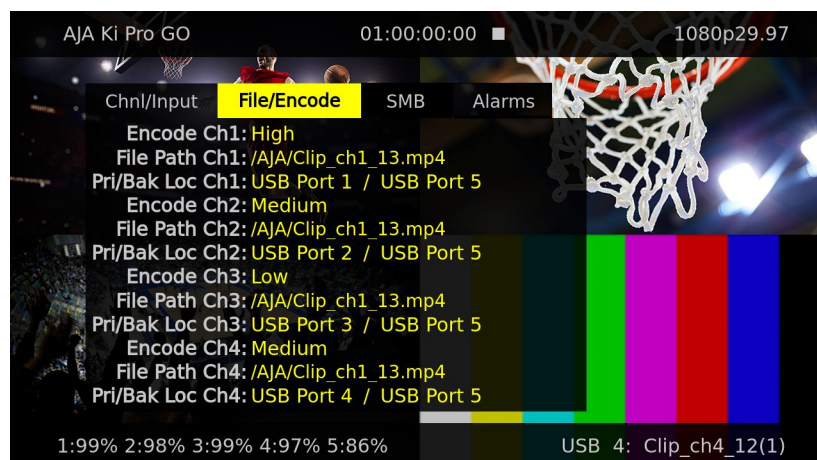 AJA Ki Pro GO 01:00:00:00 1080p29.97
Chnl/Input File/Encode SMB Alarms
Encode Ch1: High
File Path Ch1: /AJA/Clip_ch1_13.mp4
Pri/Bak Loc Ch1: USB Port 1 / USB Port 5
Encode Ch2: Medium
File Path Ch2: /AJA/Clip_ch1_13.mp4
Pri/Bak Loc Ch2: USB Port 2 / USB Port 5
Encode Ch3: Low
File Path Ch3: /AJA/Clip_ch1_13.mp4
Pri/Bak Loc Ch3: USB Port 3 / USB Port 5
Encode Ch4: Medium
File Path Ch4: /AJA/Clip_ch1_13.mp4
Pri/Bak Loc Ch4: USB Port 4 / USB Port 5
1:99% 2:98% 3:99% 4:97% 5:86% USB 4: Clip_ch4_12(1)